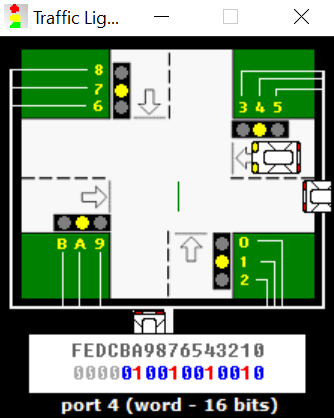 Traffic Lig...
8
7
6
3 4 5
B A 9
0
1
2
FEDCBA9876543210
0000010010010010
port 4 (word - 16 bits)